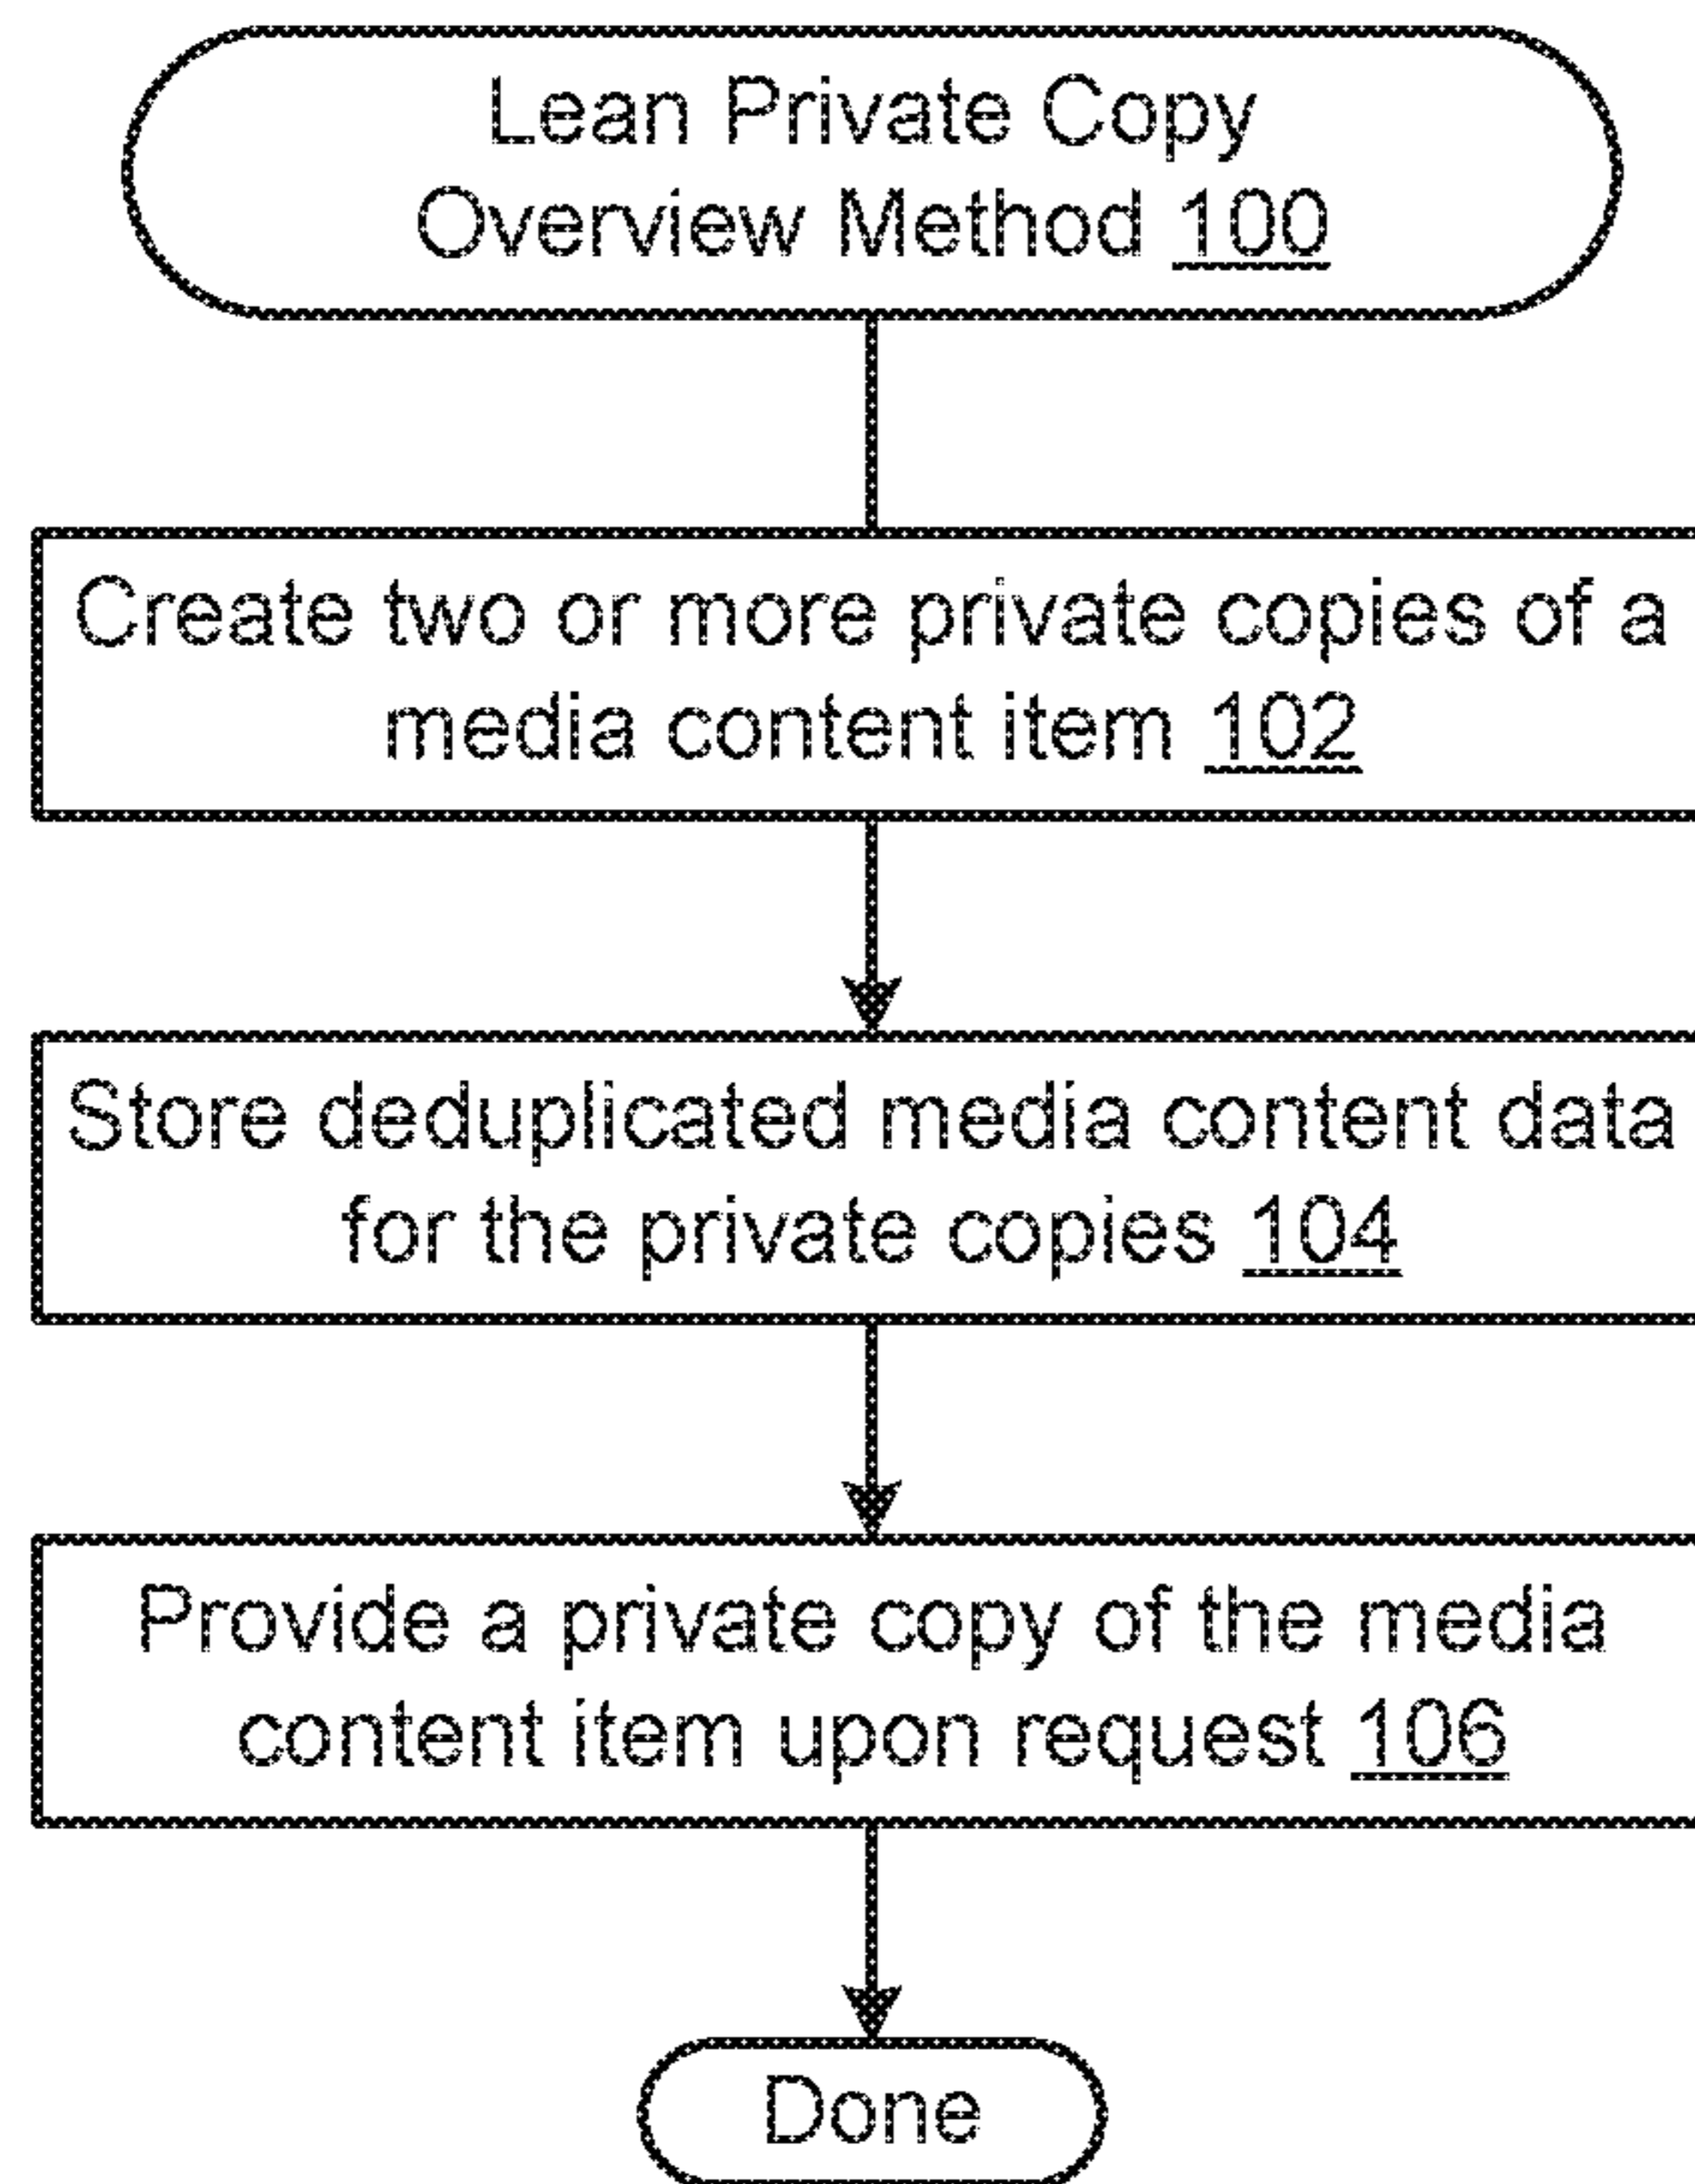 Lean Private Copy
Overview Method 100
Create two or more private copies of a
media content item 102
Store deduplicated media content data
for the private copies 104
Provide a private copy of the media
content item upon request 106
Done